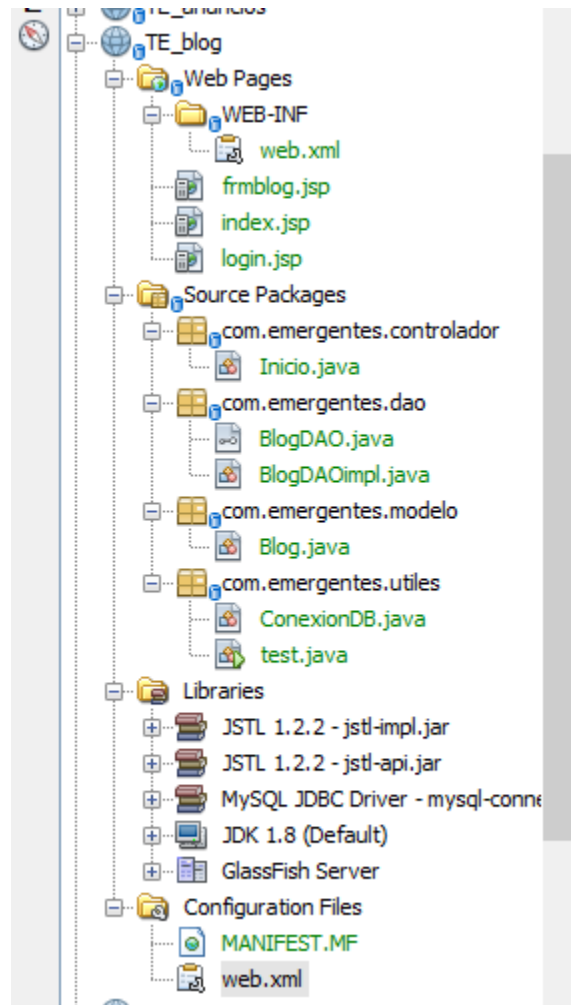 TE_anuncios
TE_blog
Web Pages
WEB-INF
web.xml
frmblog.jsp
index.jsp
login.jsp
Source Packages
com.emergentes.controlador
Inicio.java
com.emergentes.dao
BlogDAO.java
BlogDAOimpl.java
com.emergentes.modelo
Blog.java
com.emergentes.utiles
ConexionDB.java
test.java
Libraries
JSTL 1.2.2 - jstl-impl.jar
JSTL 1.2.2 - jstl-api.jar
MySQL JDBC Driver - mysql-conne
JDK 1.8 (Default)
GlassFish Server
Configuration Files
MANIFEST.MF
web.xml